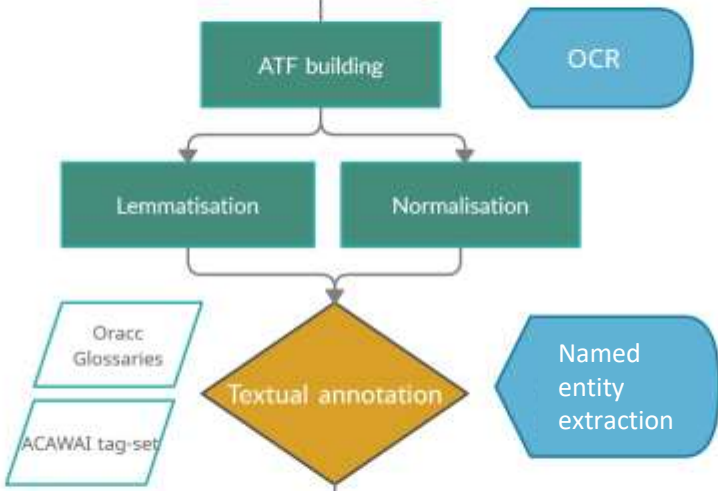 ATF building
OCR
Lemmatisation
Normalisation
Oracc
Glossaries
Textual annotation
Named
entity
extraction
ACAWAI tag-set